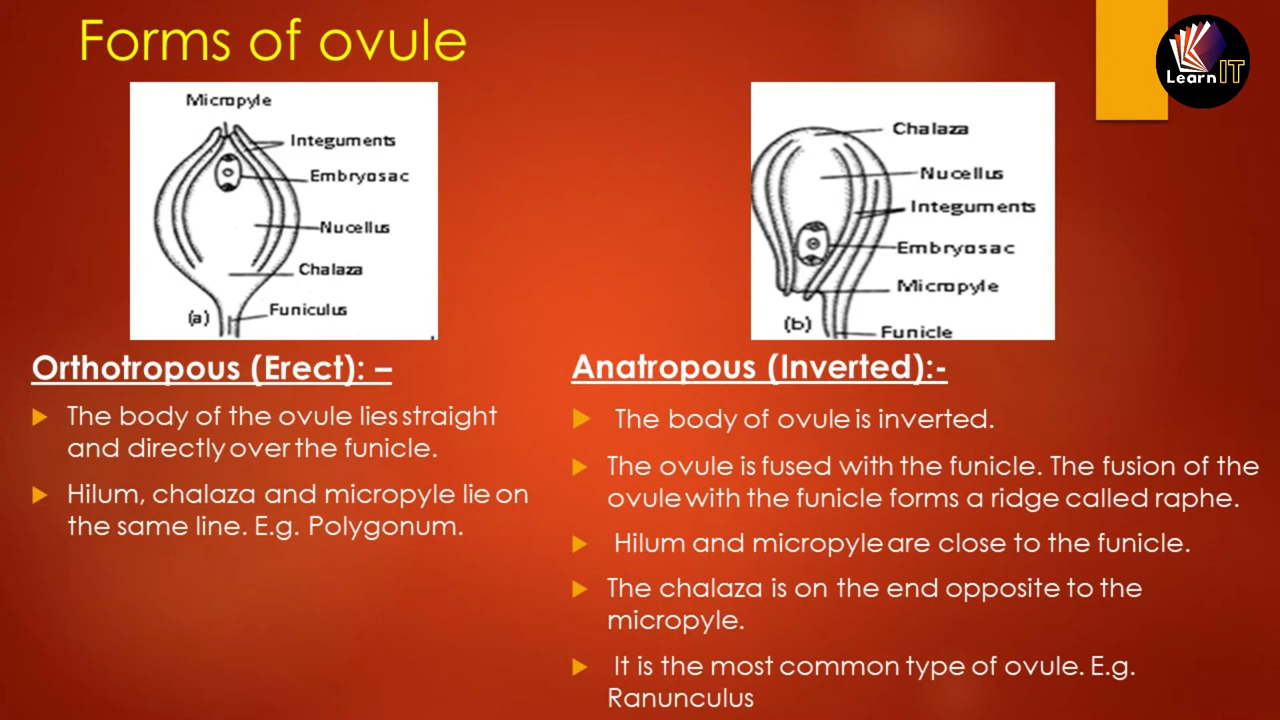 Forms of ovule
Learn IT
Micropyle
Integuments
Embryosac
Nucellus
Chalaza
Funiculus
(a)
Chalaza
Nucellus
Integuments
Embryosac
Micropyle
(b)
Funicle
Orthotropous (Erect): –
The body of the ovule lies straight
and directly over the funicle.
Hilum, chalaza and micropyle lie on
the same line. E.g. Polygonum.
Anatropous (Inverted):-
The body of ovule is inverted.
The ovule is fused with the funicle. The fusion of the
ovule with the funicle forms a ridge called raphe.
Hilum and micropyle are close to the funicle.
The chalaza is on the end opposite to the
micropyle.
It is the most common type of ovule. E.g.
Ranunculus